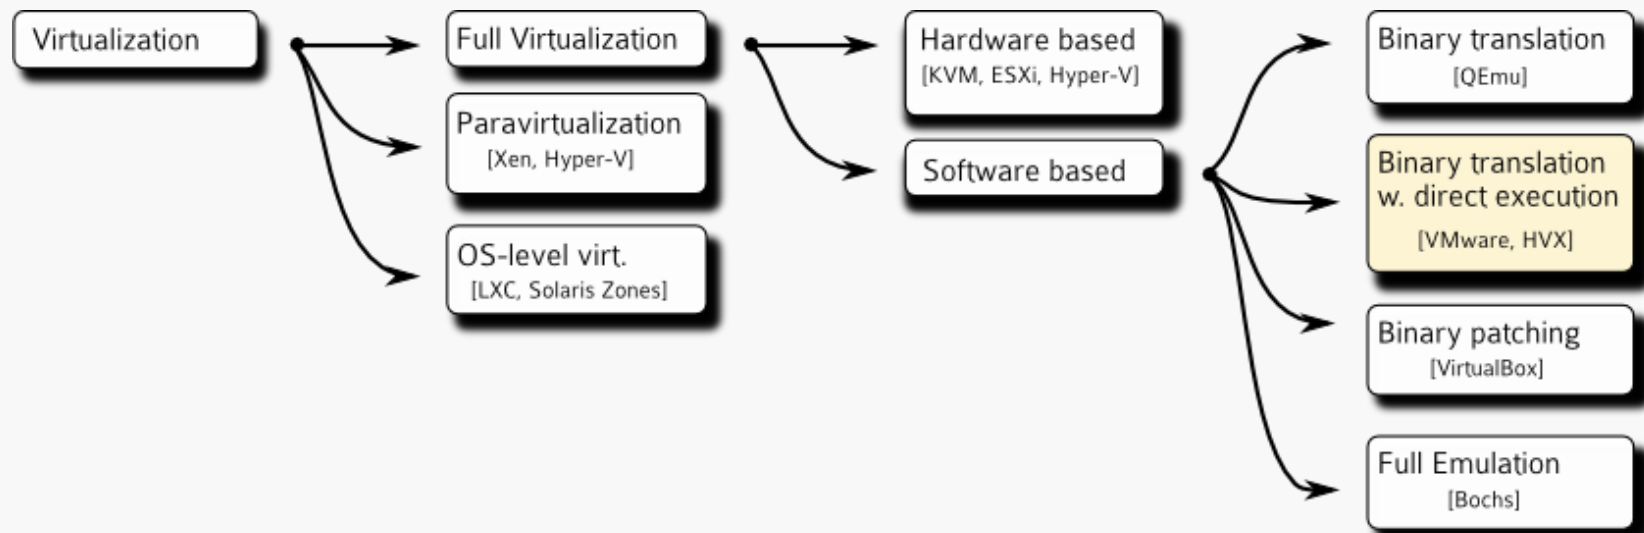 Virtualization
Full Virtualization
Paravirtualization
[Xen, Hyper-V]
OS-level virt.
[LXC, Solaris Zones]
Hardware based
[KVM, ESXi, Hyper-V]
Software based
Binary translation
[QEmu]
Binary translation
w. direct execution
[VMware, HVX]
Binary patching
[VirtualBox]
Full Emulation
[Bochs]